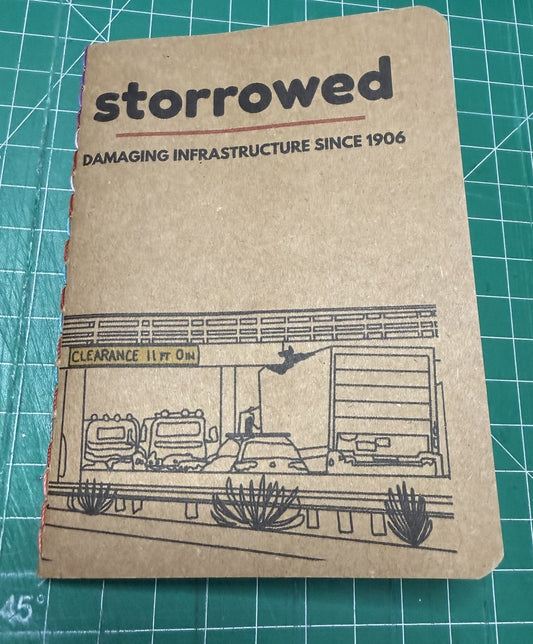 storrowed
DAMAGING INFRASTRUCTURE SINCE 1906
CLEARANCE 11 FT 0 IN
45°